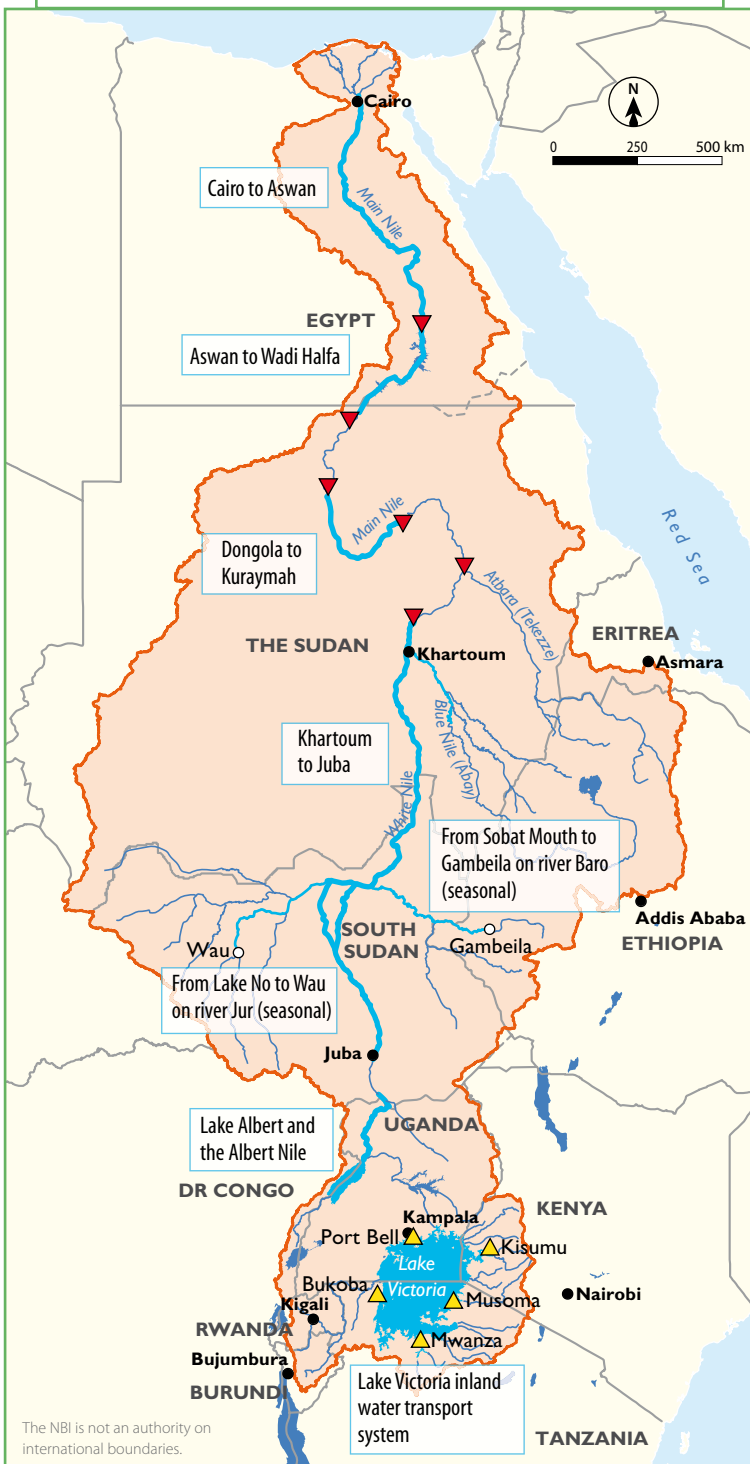 N
0 250 500 km
Cairo
Cairo to Aswan
Main Nile
EGYPT
Aswan to Wadi Halfa
Red Sea
Main Nile
Dongola to
Kuraymah
Atbara (Tekezze)
THE SUDAN
ERITREA
Khartoum
Asmara
Blue Nile (Abay)
Khartoum
to Juba
White Nile
From Sobat Mouth to
Gambeila on river Baro
(seasonal)
Addis Ababa
SOUTH
SUDAN
ETHIOPIA
Wau
Gambeila
From Lake No to Wau
on river Jur (seasonal)
Juba
Lake Albert and
the Albert Nile
UGANDA
DR CONGO
KENYA
Kampala
Port Bell
Kisumu
Lake
Victoria
Bukoba
Musoma
Nairobi
Kigali
RWANDA
Mwanza
Bujumbura
BURUNDI
Lake Victoria inland
water transport
system
TANZANIA
The NBI is not an authority on
international boundaries.